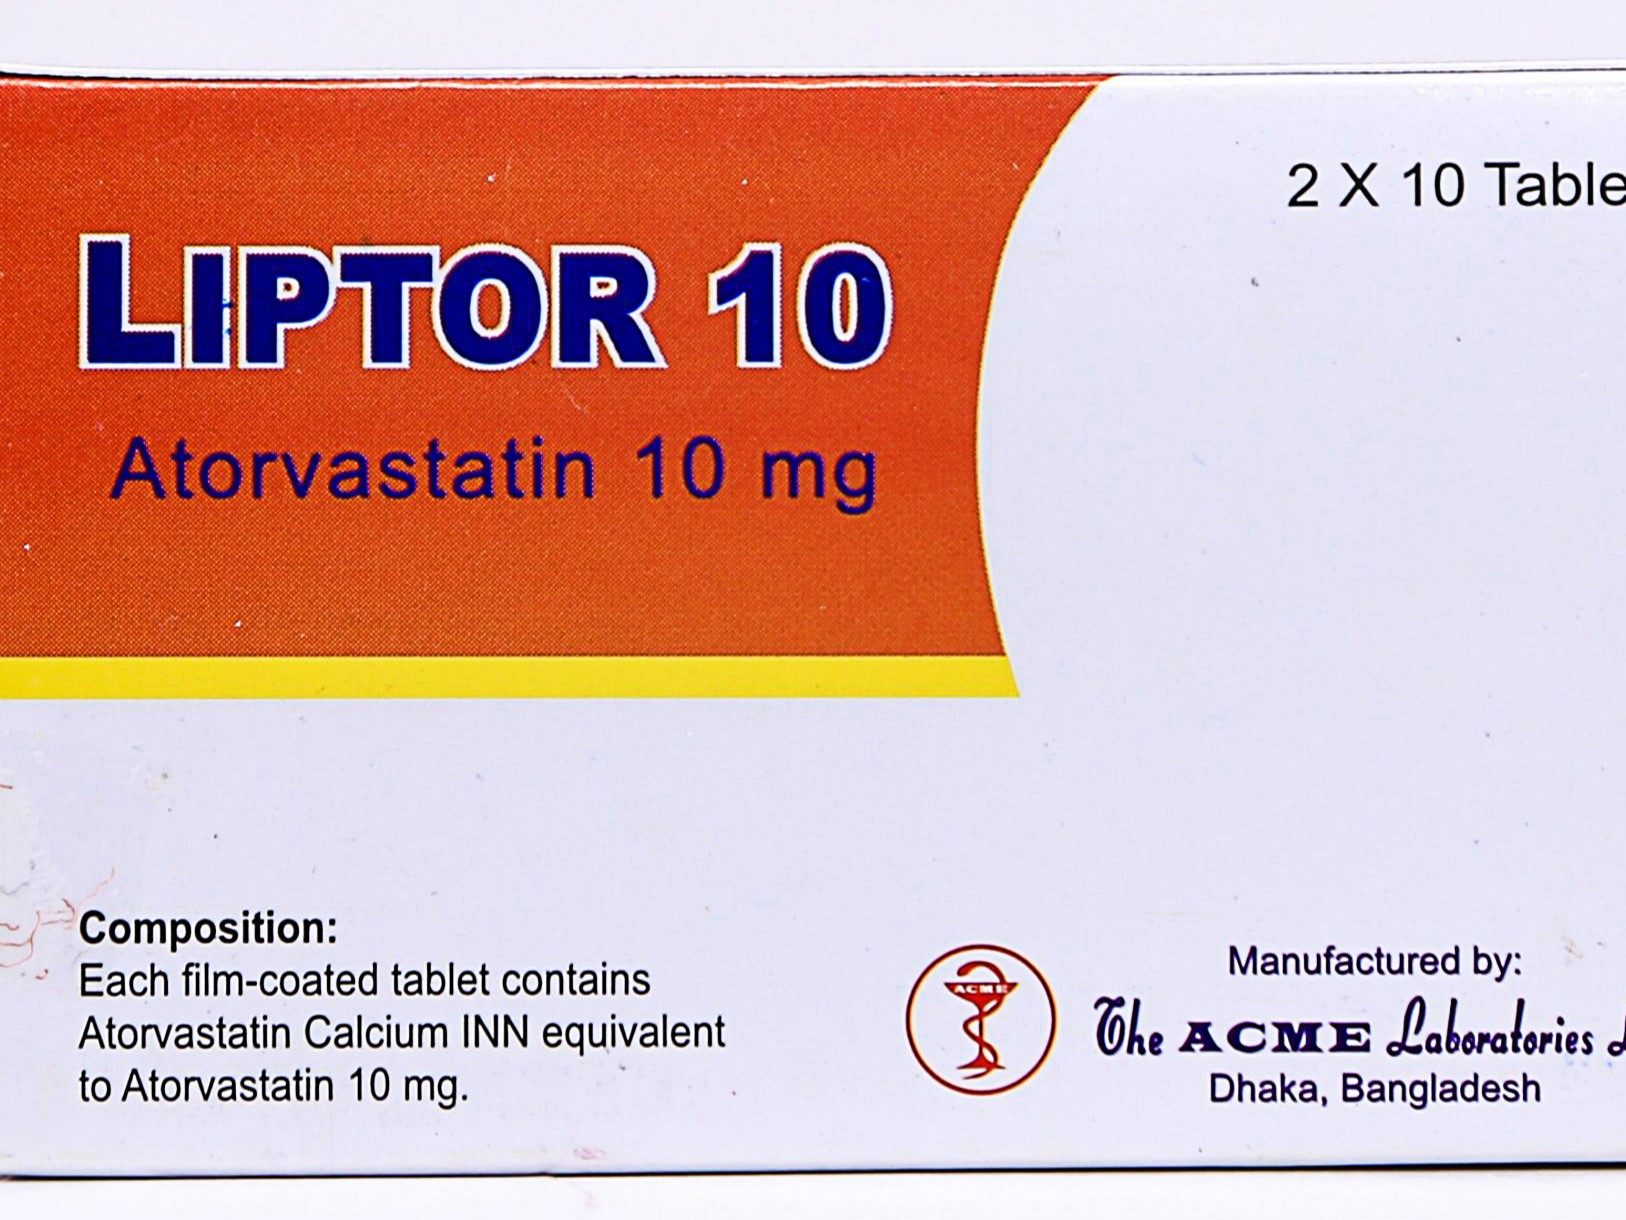 2 X 10 Table
LIPTOR 10
Atorvastatin 10 mg
Composition:
Each film-coated tablet contains
Atorvastatin Calcium INN equivalent
to Atorvastatin 10 mg.
ACME
Manufactured by:
The ACME Laboratories L
Dhaka, Bangladesh